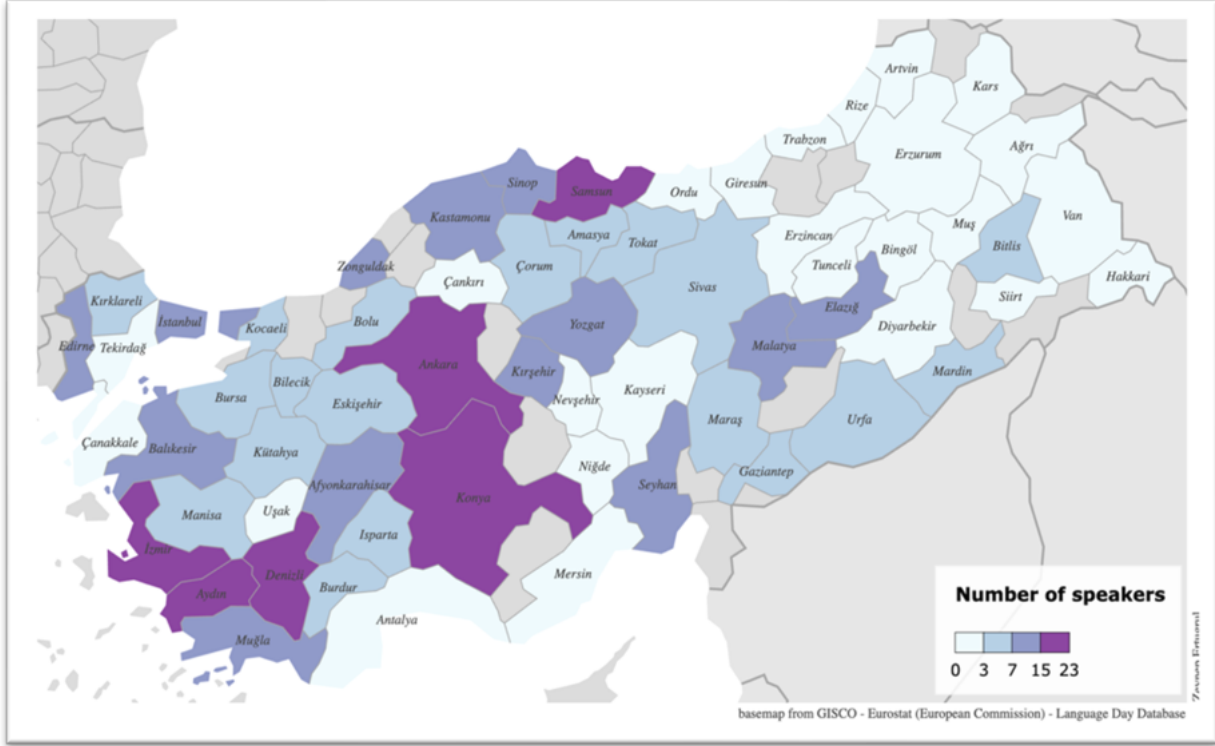 Artvin
Kars
Rize
Trabzon
Ağrı
Erzurum
Sinop
Samsun
Ordu
Giresun
Kastamonu
Van
Muş
Amasya
Tokat
Erzincan
Bingöl
Bitlis
Zonguldak
Çorum
Tunceli
Hakkari
Çankırı
Sivas
Siirt
Kırklareli
Elazığ
İstanbul
Kocaeli
Bolu
Yozgat
Diyarbekir
Edirne
Tekirdağ
Malatya
Ankara
Kırşehir
Mardin
Bilecik
Kayseri
Bursa
Nevşehir
Eskişehir
Maraş
Urfa
Çanakkale
Balıkesir
Kütahya
Niğde
Gaziantep
Afyonkarahisar
Seyhan
Konya
Manisa
Uşak
Isparta
İzmir
Denizli
Mersin
Burdur
Aydın
Antalya
Muğla
Number of speakers
0 3 7 15 23
basemap from GISCO - Eurostat (European Commission) - Language Day Database